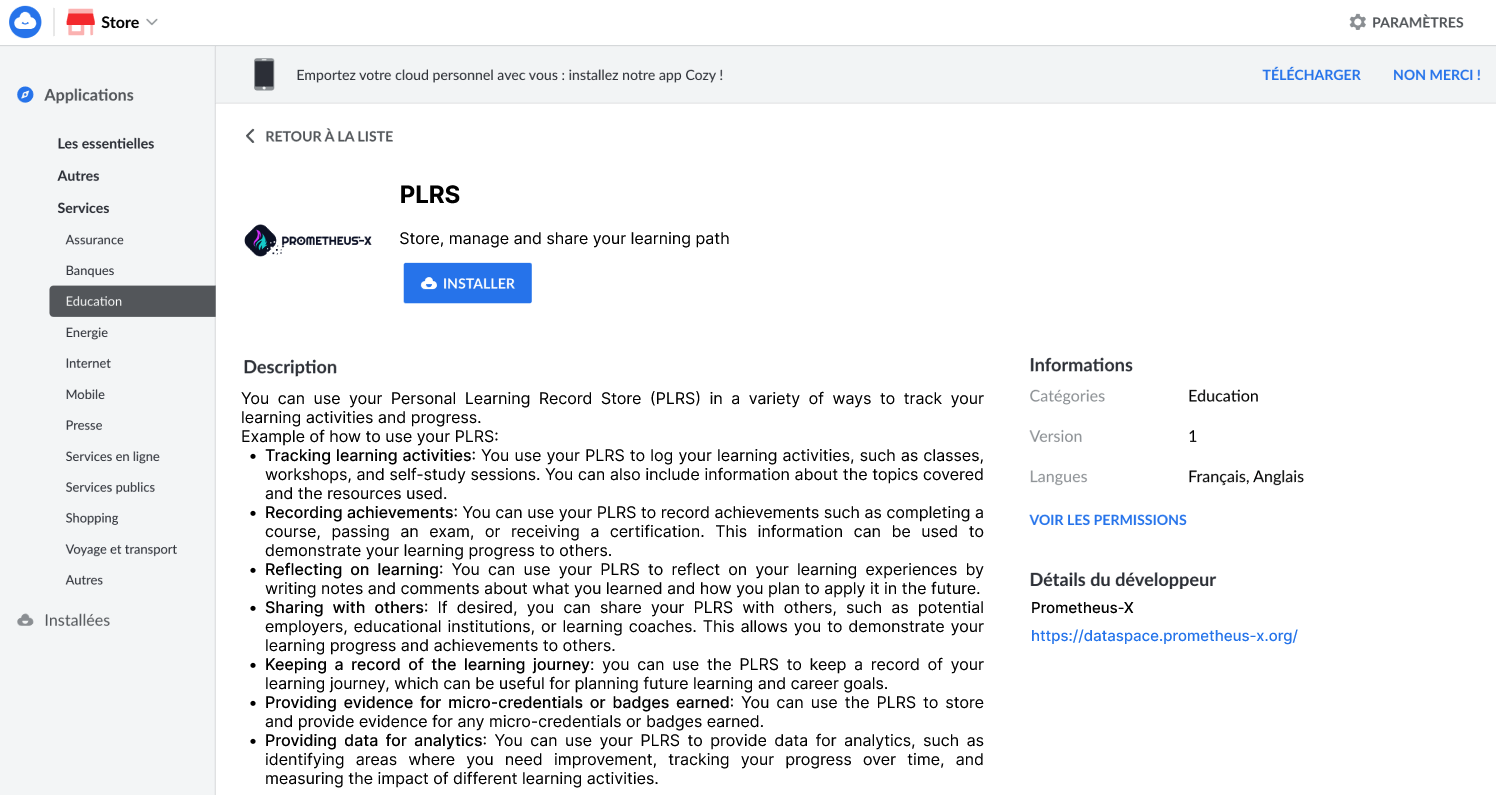 Store
PARAMÈTRES
Applications
Les essentielles
Autres
Services
Assurance
Banques
Education
Energie
Internet
Mobile
Presse
Services en ligne
Services publics
Shopping
Voyage et transport
Autres
Installées
Emportez votre cloud personnel avec vous : installez notre app Cozy !
TÉLÉCHARGER
NON MERCI !
RETOUR À LA LISTE
PROMETHEUS-X
PLRS
Store, manage and share your learning path
INSTALLER
Description
You can use your Personal Learning Record Store (PLRS) in a variety of ways to track your
learning activities and progress.
Example of how to use your PLRS:
• Tracking learning activities: You use your PLRS to log your learning activities, such as classes,
workshops, and self-study sessions. You can also include information about the topics covered
and the resources used.
• Recording achievements: You can use your PLRS to record achievements such as completing a
course, passing an exam, or receiving a certification. This information can be used to
demonstrate your learning progress to others.
• Reflecting on learning: You can use your PLRS to reflect on your learning experiences by
writing notes and comments about what you learned and how you plan to apply it in the future.
• Sharing with others: If desired, you can share your PLRS with others, such as potential
employers, educational institutions, or learning coaches. This allows you to demonstrate your
learning progress and achievements to others.
• Keeping a record of the learning journey: you can use the PLRS to keep a record of your
learning journey, which can be useful for planning future learning and career goals.
• Providing evidence for micro-credentials or badges earned: You can use the PLRS to store
and provide evidence for any micro-credentials or badges earned.
• Providing data for analytics: You can use your PLRS to provide data for analytics, such as
identifying areas where you need improvement, tracking your progress over time, and
measuring the impact of different learning activities.
Informations
Catégories Education
Version 1
Langues Français, Anglais
VOIR LES PERMISSIONS
Détails du développeur
Prometheus-X
https://dataspace.prometheus-x.org/